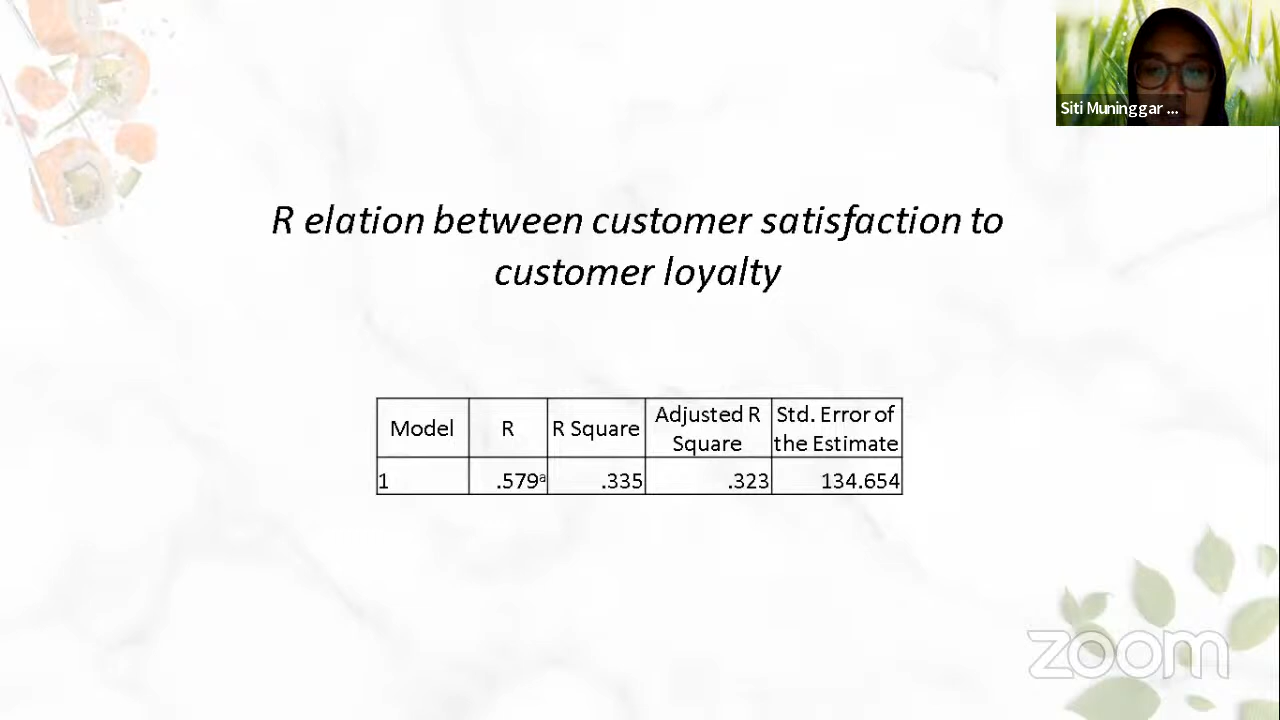 Siti Muninggar ...
R elation between customer satisfaction to
customer loyalty
Model R R Square Adjusted R Square Std. Error of the Estimate
1 .579ª .335 .323 134.654
zoom